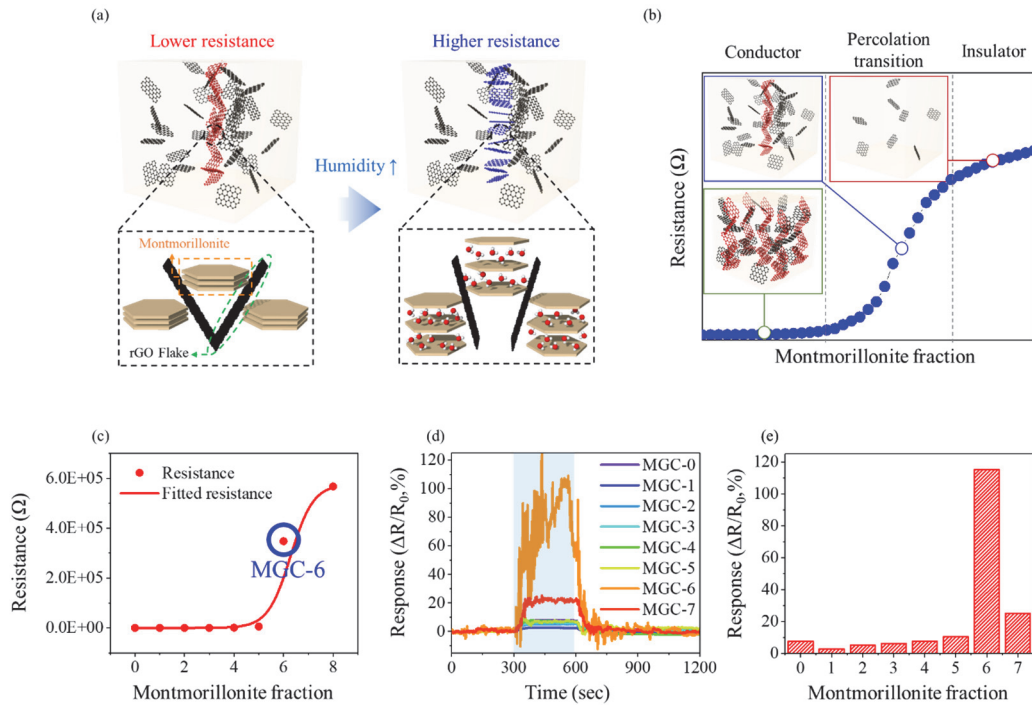 (a)
Lower resistance
Higher resistance
Humidity ↑
Montmorillonite
rGO Flake
(b)
Conductor
Percolation
transition
Insulator
Resistance (Ω)
Montmorillonite fraction
(c)
6.0E+05
4.0E+05
2.0E+05
0.0E+00
Resistance
Fitted resistance
MGC-6
Resistance (Ω)
0 2 4 6 8
Montmorillonite fraction
(d)
120
100
80
60
40
20
0
-20
Response (ΔR/R₀,%)
MGC-0
MGC-1
MGC-2
MGC-3
MGC-4
MGC-5
MGC-6
MGC-7
0 300 600 900 1200
Time (sec)
(e)
120
100
80
60
40
20
0
-20
Response (ΔR/R₀,%)
0 1 2 3 4 5 6 7
Montmorillonite fraction